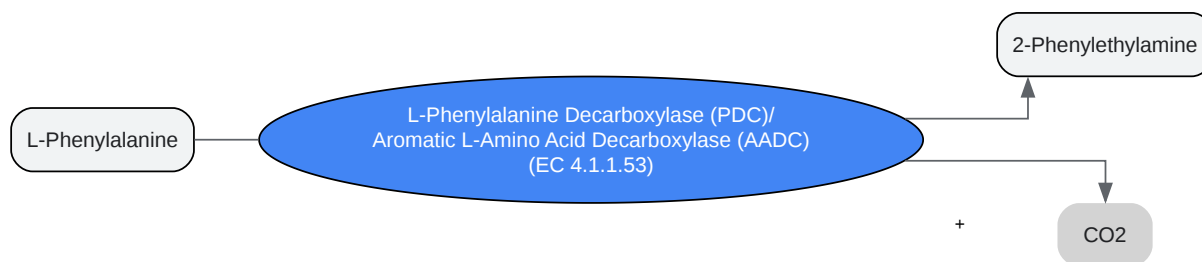 2-Phenylethylamine
L-Phenylalanine
L-Phenylalanine Decarboxylase (PDC)/
Aromatic L-Amino Acid Decarboxylase (AADC)
(EC 4.1.1.53)
+
CO2